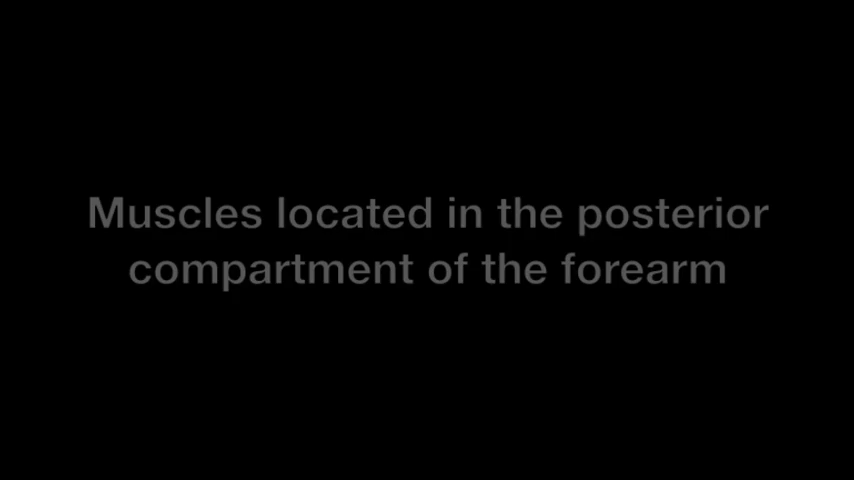 Muscles located in the posterior
compartment of the forearm